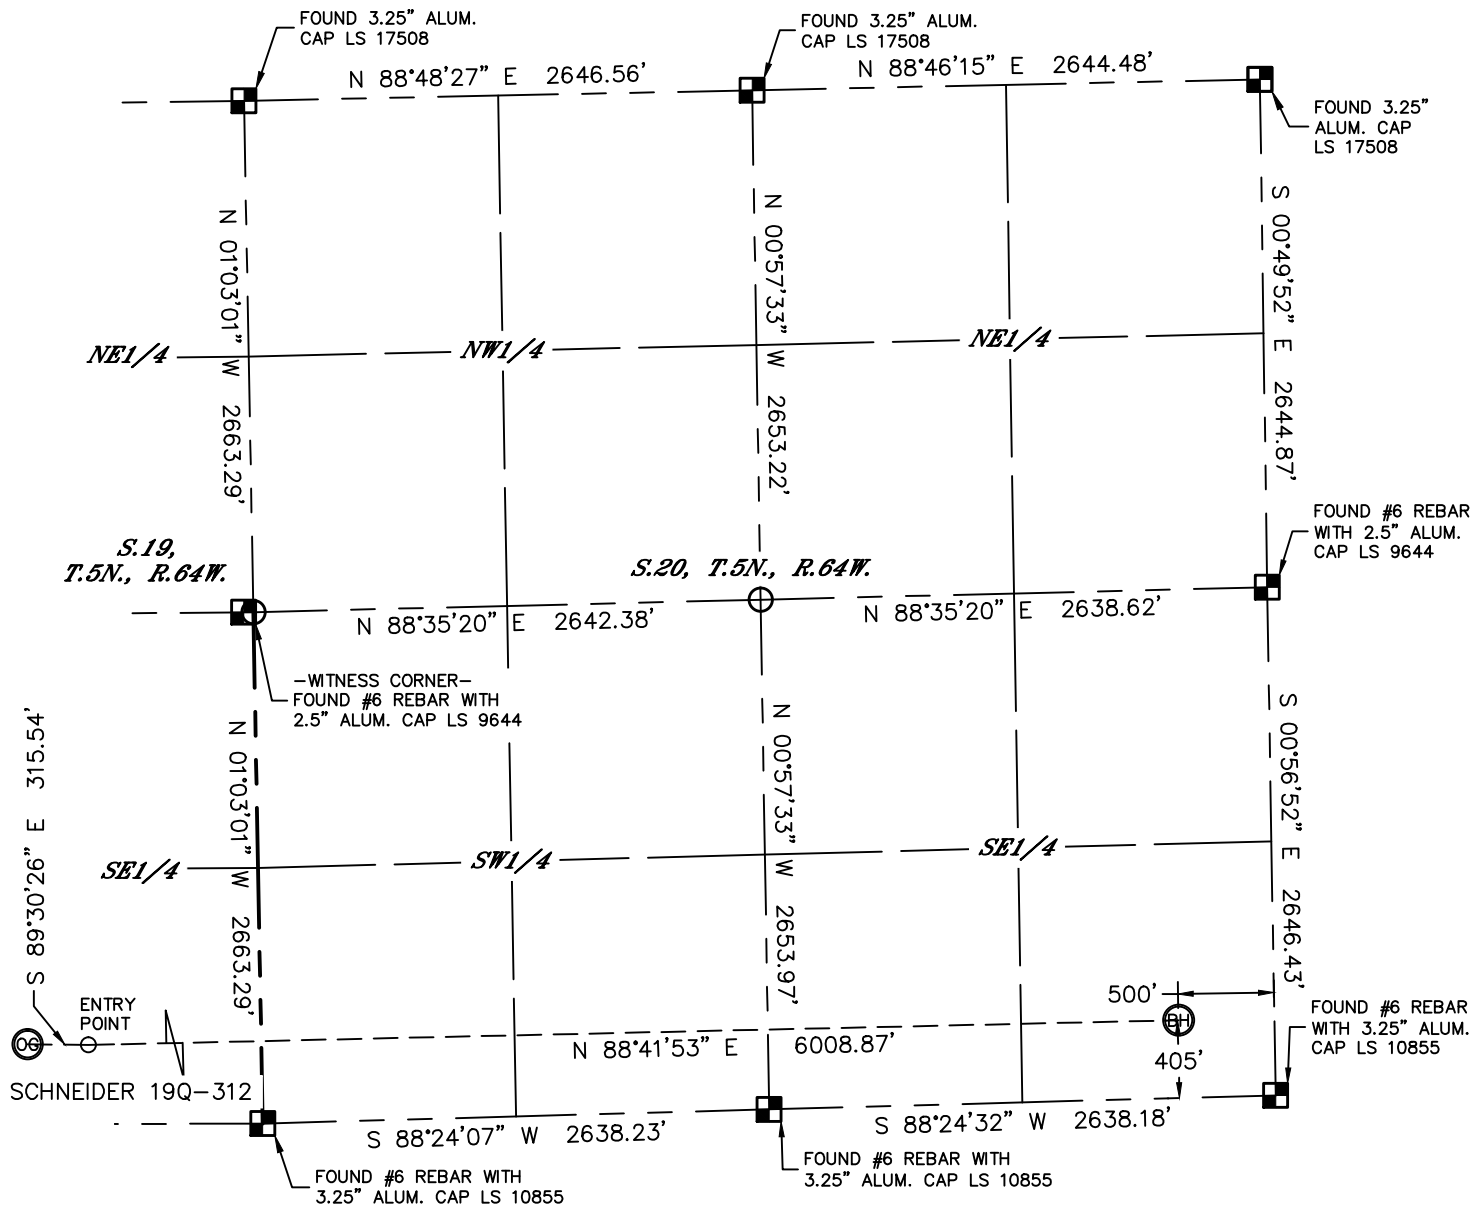 FOUND 3.25" ALUM.
CAP LS 17508
FOUND 3.25" ALUM.
CAP LS 17508
N 88°48'27" E 2646.56'
N 88°46'15" E 2644.48'
FOUND 3.25"
ALUM. CAP
LS 17508
N 01°03'01" W 2663.29'
N 00°57'33" W 2653.22'
S 00°49'52" E 2644.87'
NE1/4
NW1/4
NE1/4
FOUND #6 REBAR
WITH 2.5" ALUM.
CAP LS 9644
S.19,
T.5N., R.64W.
S.20, T.5N., R.64W.
N 88°35'20" E 2642.38'
N 88°35'20" E 2638.62'
-WITNESS CORNER-
FOUND #6 REBAR WITH
2.5" ALUM. CAP LS 9644
S 89°30'26" E 315.54'
N 01°03'01" W 2663.29'
N 00°57'33" W 2653.97'
S 00°56'52" E 2646.43'
SE1/4
SW1/4
SE1/4
500'
ENTRY
POINT
FOUND #6 REBAR
WITH 3.25" ALUM.
CAP LS 10855
OG
BH
N 88°41'53" E 6008.87'
405'
SCHNEIDER 19Q-312
S 88°24'07" W 2638.23'
S 88°24'32" W 2638.18'
FOUND #6 REBAR WITH
3.25" ALUM. CAP LS 10855
FOUND #6 REBAR WITH
3.25" ALUM. CAP LS 10855